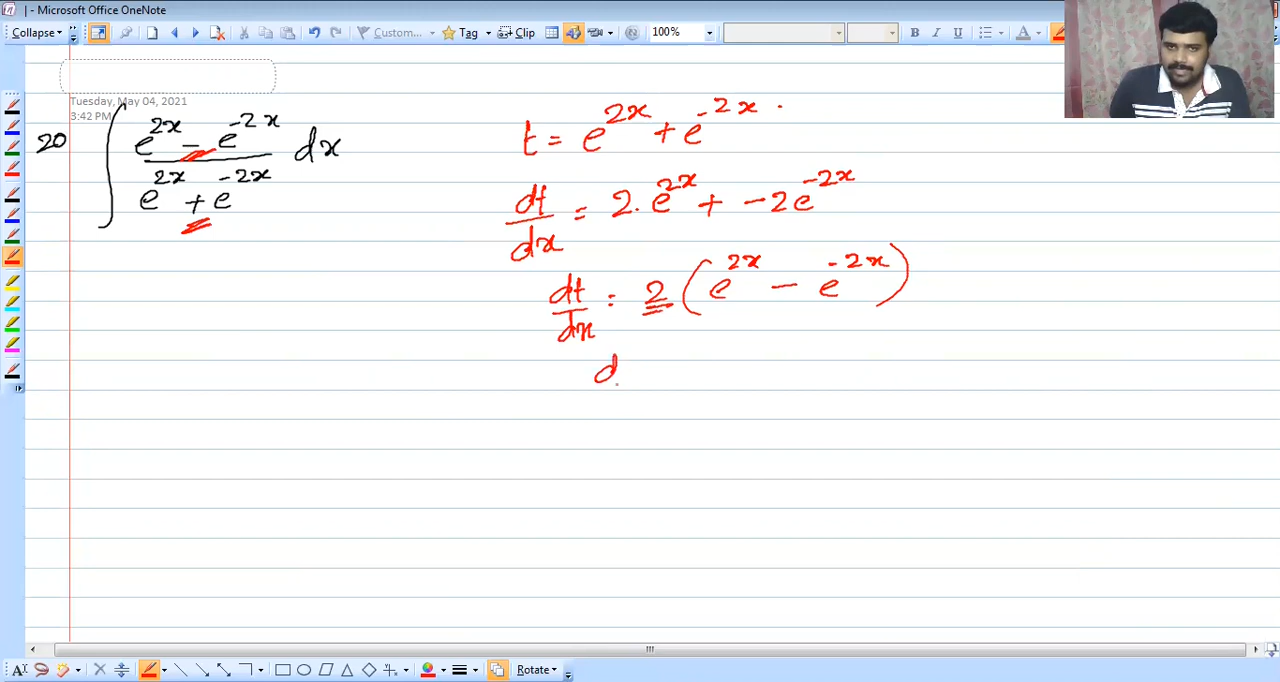 | - Microsoft Office OneNote
Collapse Custom... Tag Clip 100% B I U A
Tuesday, May 04, 2021
3:42 PM
20 ∫ (e^{2x} - e^{-2x}) / (e^{2x} + e^{-2x}) dx
t = e^{2x} + e^{-2x}.
dt/dx = 2. e^{2x} + -2e^{-2x}
dt/dx = 2 (e^{2x} - e^{-2x})
d
Rotate